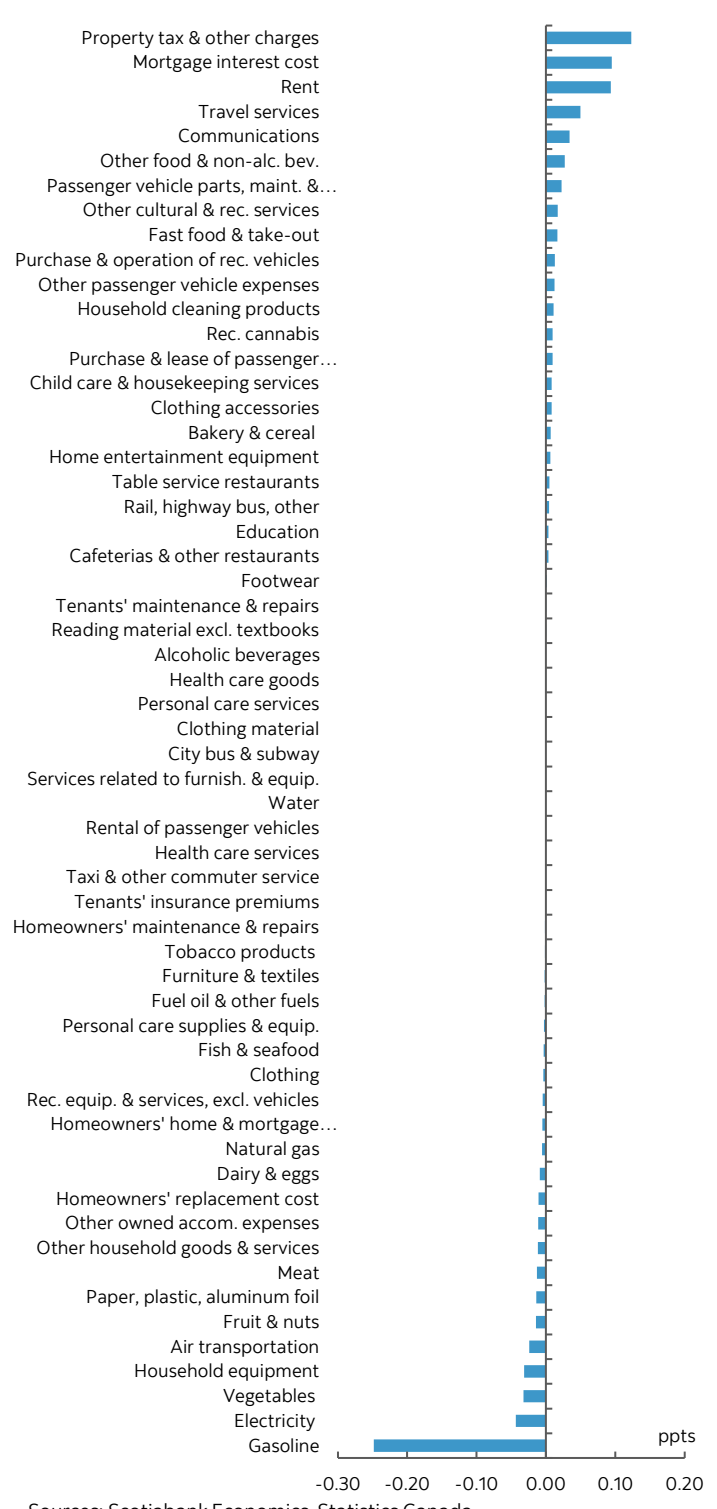 Property tax & other charges
Mortgage interest cost
Rent
Travel services
Communications
Other food & non-alc. bev.
Passenger vehicle parts, maint. &…
Other cultural & rec. services
Fast food & take-out
Purchase & operation of rec. vehicles
Other passenger vehicle expenses
Household cleaning products
Rec. cannabis
Purchase & lease of passenger…
Child care & housekeeping services
Clothing accessories
Bakery & cereal
Home entertainment equipment
Table service restaurants
Rail, highway bus, other
Education
Cafeterias & other restaurants
Footwear
Tenants' maintenance & repairs
Reading material excl. textbooks
Alcoholic beverages
Health care goods
Personal care services
Clothing material
City bus & subway
Services related to furnish. & equip.
Water
Rental of passenger vehicles
Health care services
Taxi & other commuter service
Tenants' insurance premiums
Homeowners' maintenance & repairs
Tobacco products
Furniture & textiles
Fuel oil & other fuels
Personal care supplies & equip.
Fish & seafood
Clothing
Rec. equip. & services, excl. vehicles
Homeowners' home & mortgage…
Natural gas
Dairy & eggs
Homeowners' replacement cost
Other owned accom. expenses
Other household goods & services
Meat
Paper, plastic, aluminum foil
Fruit & nuts
Air transportation
Household equipment
Vegetables
Electricity
ppts
Gasoline
-0.30 -0.20 -0.10 0.00 0.10 0.20
Sources: Scotiabank Economics, Statistics Canada